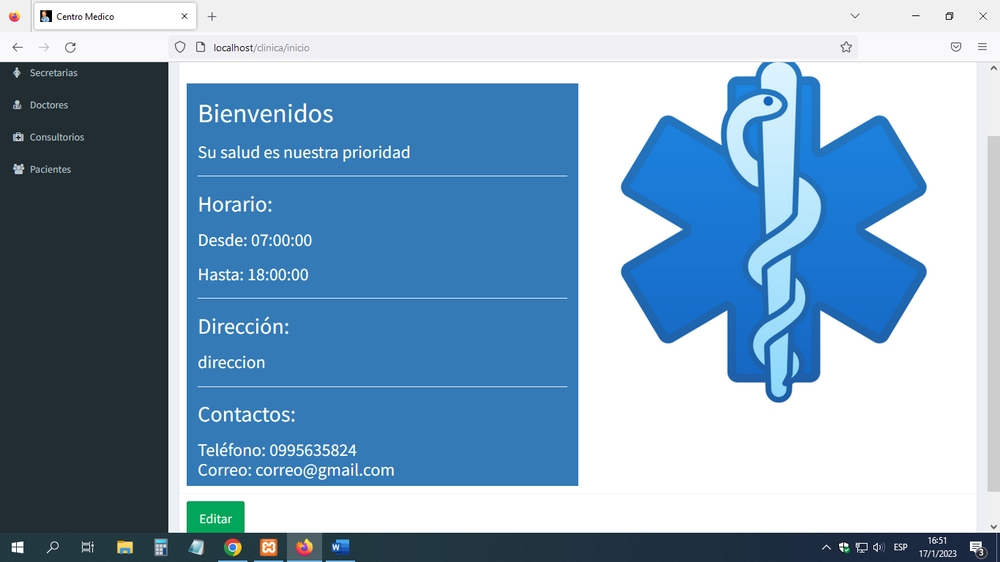 Centro Medico
localhost/clinica/inicio
Secretarias
Doctores
Consultorios
Pacientes
Bienvenidos
Su salud es nuestra prioridad
Horario:
Desde: 07:00:00
Hasta: 18:00:00
Dirección:
direccion
Contactos:
Teléfono: 0995635824
Correo: correo@gmail.com
Editar
W
ESP
16:51
17/1/2023
3